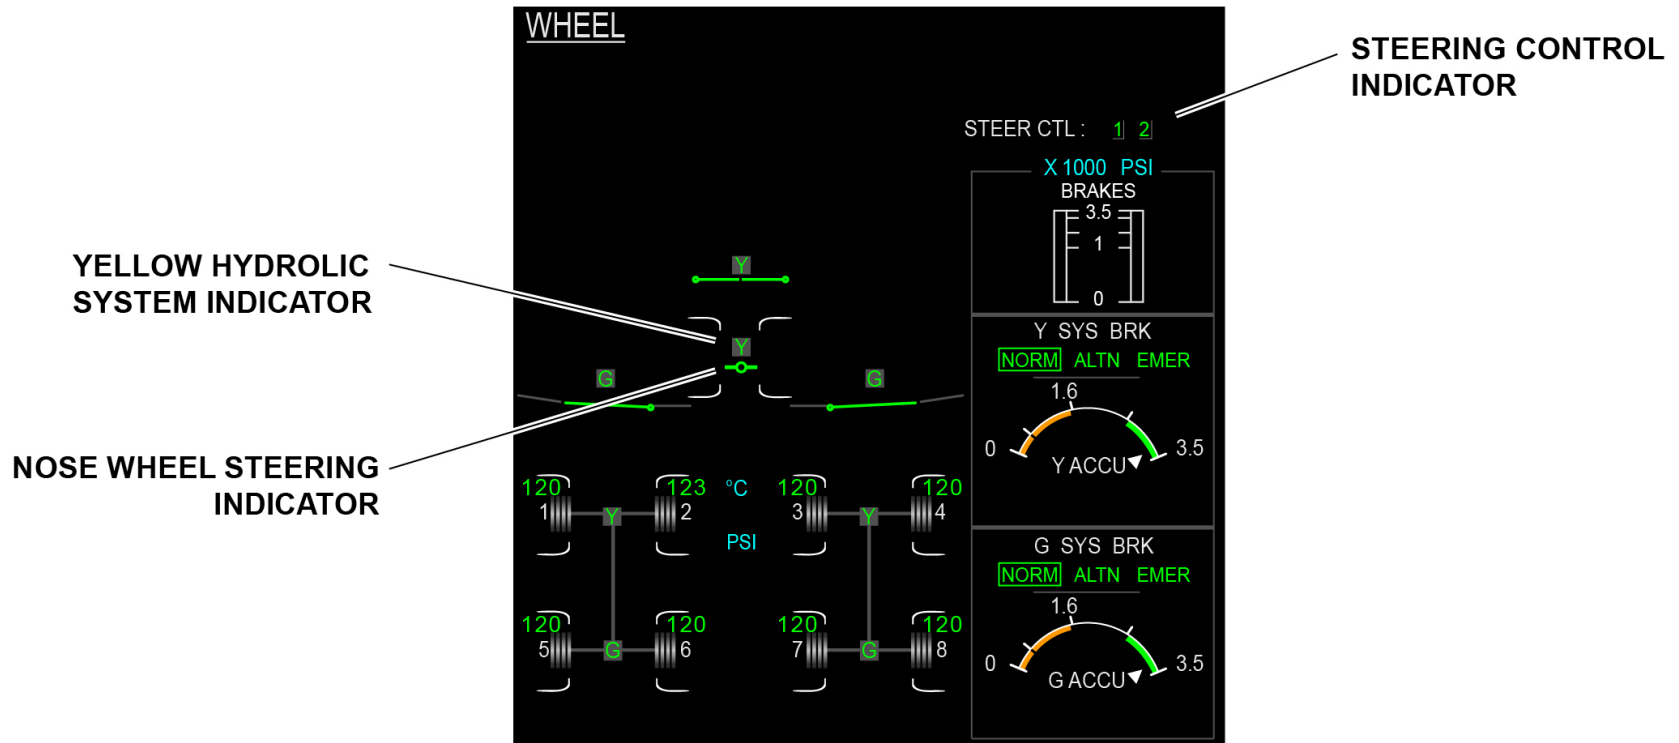 WHEEL
STEERING CONTROL
INDICATOR
STEER CTL : 1 2
X 1000 PSI
BRAKES
3.5
1
0
YELLOW HYDROLIC
SYSTEM INDICATOR
Y
Y
G G
NOSE WHEEL STEERING
INDICATOR
Y SYS BRK
NORM ALTN EMER
1.6
0 3.5
Y ACCU
120 123 °C 120 120
1 Y 2 3 Y 4
PSI
G SYS BRK
NORM ALTN EMER
1.6
0 3.5
G ACCU
120 120 120 120
5 G 6 7 G 8